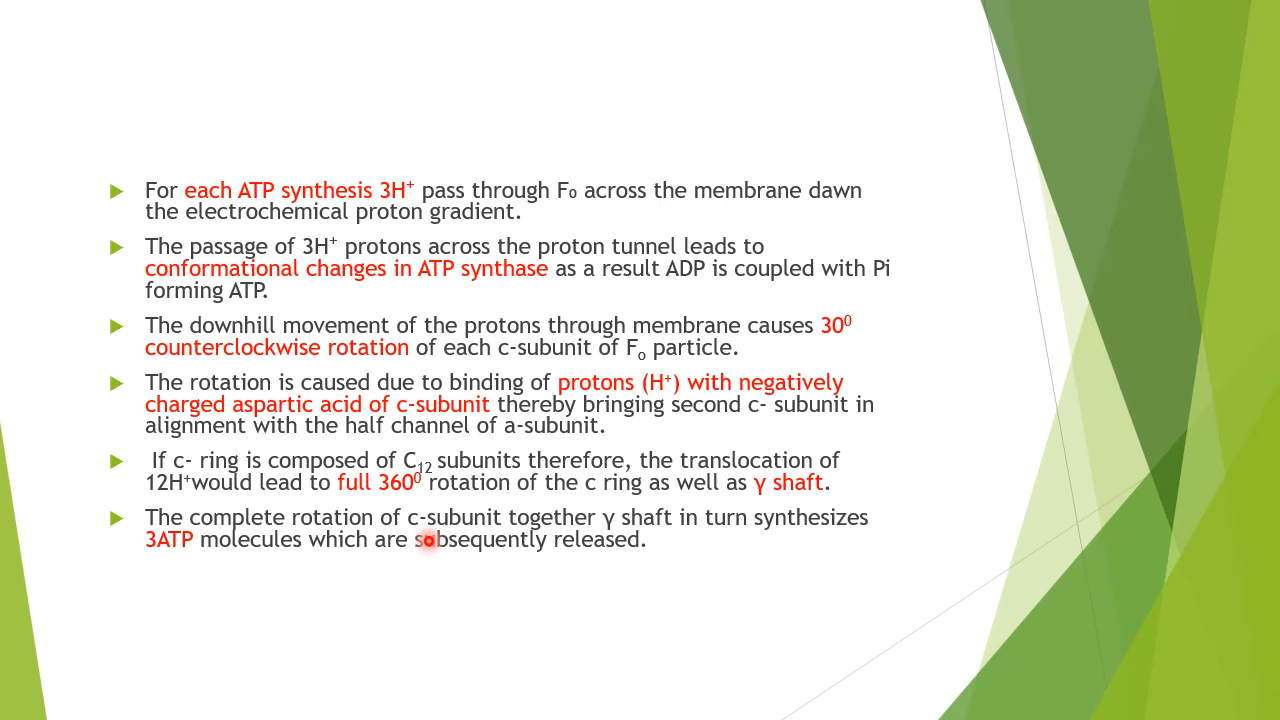 For each ATP synthesis 3H⁺ pass through F₀ across the membrane dawn
the electrochemical proton gradient.
The passage of 3H⁺ protons across the proton tunnel leads to
conformational changes in ATP synthase as a result ADP is coupled with Pi
forming ATP.
The downhill movement of the protons through membrane causes 30⁰
counterclockwise rotation of each c-subunit of Fₒ particle.
The rotation is caused due to binding of protons (H⁺) with negatively
charged aspartic acid of c-subunit thereby bringing second c- subunit in
alignment with the half channel of a-subunit.
If c- ring is composed of C₁₂ subunits therefore, the translocation of
12H⁺would lead to full 360⁰ rotation of the c ring as well as γ shaft.
The complete rotation of c-subunit together γ shaft in turn synthesizes
3ATP molecules which are subsequently released.